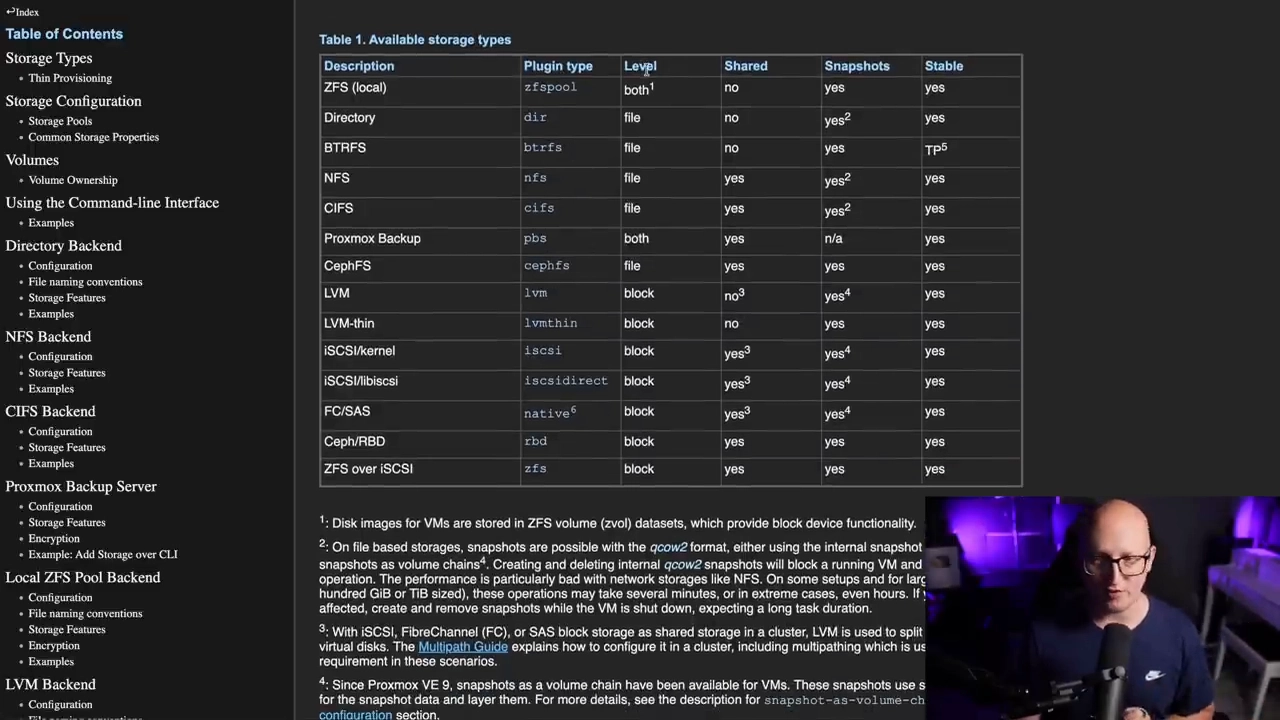 ↩Index
Table of Contents
Storage Types
Thin Provisioning
Storage Configuration
Storage Pools
Common Storage Properties
Volumes
Volume Ownership
Using the Command-line Interface
Examples
Directory Backend
Configuration
File naming conventions
Storage Features
Examples
NFS Backend
Configuration
Storage Features
Examples
CIFS Backend
Configuration
Storage Features
Examples
Proxmox Backup Server
Configuration
Storage Features
Encryption
Example: Add Storage over CLI
Local ZFS Pool Backend
Configuration
File naming conventions
Storage Features
Encryption
Examples
LVM Backend
Configuration
Table 1. Available storage types
Description Plugin type Level Shared Snapshots Stable
ZFS (local) zfspool both¹ no yes yes
Directory dir file no yes² yes
BTRFS btrfs file no yes TP⁵
NFS nfs file yes yes² yes
CIFS cifs file yes yes² yes
Proxmox Backup pbs both yes n/a yes
CephFS cephfs file yes yes yes
LVM lvm block no³ yes⁴ yes
LVM-thin lvmthin block no yes yes
iSCSI/kernel iscsi block yes³ yes⁴ yes
iSCSI/libiscsi iscsidirect block yes³ yes⁴ yes
FC/SAS native⁶ block yes³ yes⁴ yes
Ceph/RBD rbd block yes yes yes
ZFS over iSCSI zfs block yes yes yes
¹: Disk images for VMs are stored in ZFS volume (zvol) datasets, which provide block device functionality.
²: On file based storages, snapshots are possible with the qcow2 format, either using the internal snapshot
snapshots as volume chains⁴. Creating and deleting internal qcow2 snapshots will block a running VM and
operation. The performance is particularly bad with network storages like NFS. On some setups and for
hundred GiB or TiB sized), these operations may take several minutes, or in extreme cases, even hours. If
affected, create and remove snapshots while the VM is shut down, expecting a long task duration.
³: With iSCSI, FibreChannel (FC), or SAS block storage as shared storage in a cluster, LVM is used to split
virtual disks. The Multipath Guide explains how to configure it in a cluster, including multipathing which is
requirement in these scenarios.
⁴: Since Proxmox VE 9, snapshots as a volume chain have been available for VMs. These snapshots use
for the snapshot data and layer them. For more details, see the description for snapshot-as-volume-ch
configuration section.